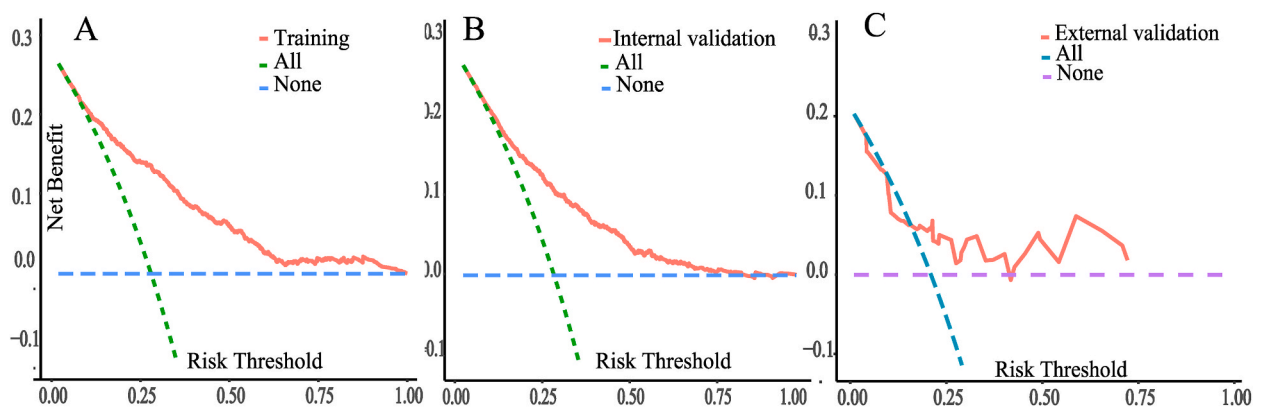 A
Training
All
None
0.3
0.2
0.1
0.0
−0.1
Net Benefit
Risk Threshold
0.00 0.25 0.50 0.75 1.00
B
Internal validation
All
None
0.3
0.2
0.1
0.0
0.1
Risk Threshold
0.00 0.25 0.50 0.75 1.00
C
External validation
All
None
0.3
0.2
0.1
0.0
−0.1
Risk Threshold
0.00 0.25 0.50 0.75 1.00